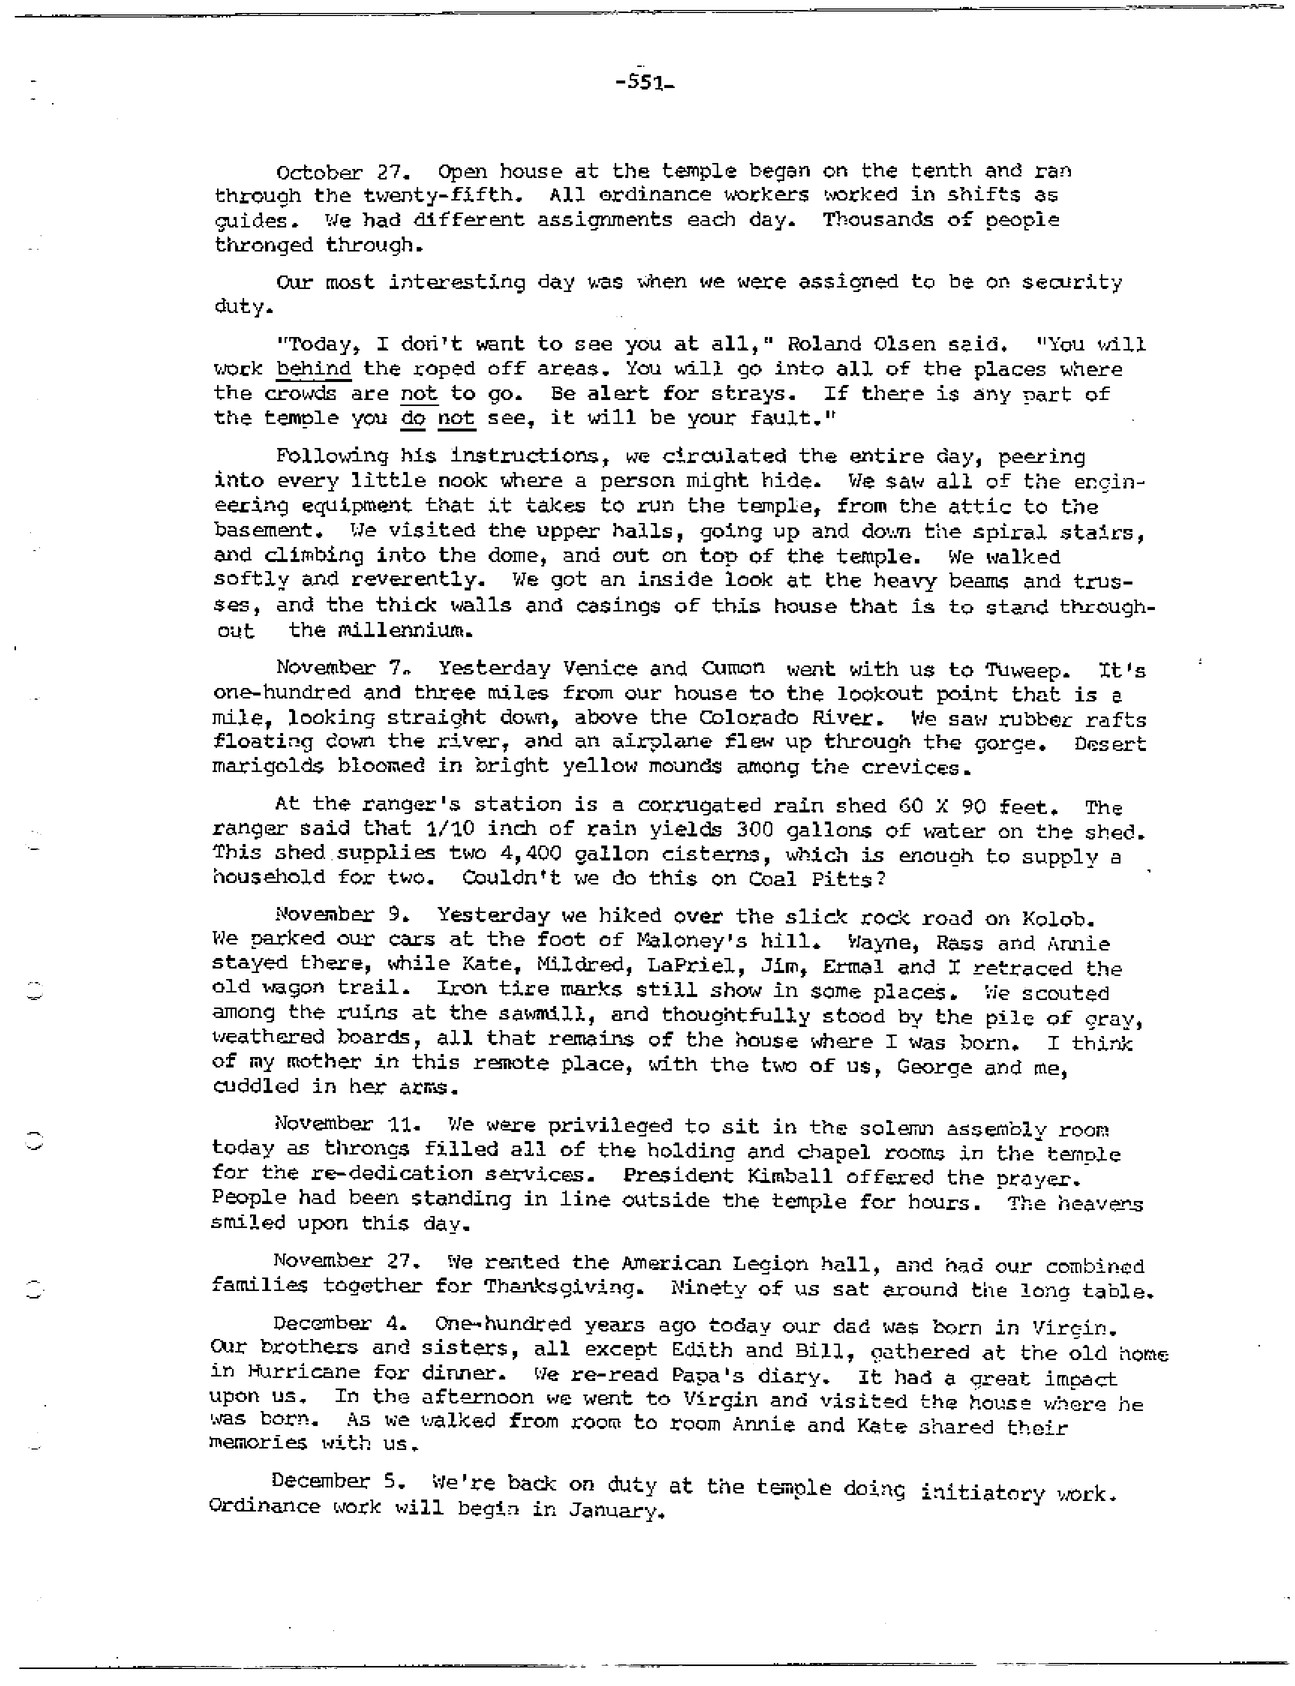 -551-
October 27. Open house at the temple began on the tenth and ran
through the twenty-fifth. All ordinance workers worked in shifts as
guides. We had different assignments each day. Thousands of people
thronged through.
Our most interesting day was when we were assigned to be on security
duty.
"Today, I don't want to see you at all," Roland Olsen said. "You will
work behind the roped off areas. You will go into all of the places where
the crowds are not to go. Be alert for strays. If there is any part of
the temple you do not see, it will be your fault."
Following his instructions, we circulated the entire day, peering
into every little nook where a person might hide. We saw all of the engin-
eering equipment that it takes to run the temple, from the attic to the
basement. We visited the upper halls, going up and down the spiral stairs,
and climbing into the dome, and out on top of the temple. We walked
softly and reverently. We got an inside look at the heavy beams and trus-
ses, and the thick walls and casings of this house that is to stand through-
out the millennium.
November 7. Yesterday Venice and Cumon went with us to Tuweep. It's
one-hundred and three miles from our house to the lookout point that is a
mile, looking straight down, above the Colorado River. We saw rubber rafts
floating down the river, and an airplane flew up through the gorge. Desert
marigolds bloomed in bright yellow mounds among the crevices.
At the ranger's station is a corrugated rain shed 60 X 90 feet. The
ranger said that 1/10 inch of rain yields 300 gallons of water on the shed.
This shed supplies two 4,400 gallon cisterns, which is enough to supply a
household for two. Couldn't we do this on Coal Pitts?
November 9. Yesterday we hiked over the slick rock road on Kolob.
We parked our cars at the foot of Maloney's hill. Wayne, Rass and Annie
stayed there, while Kate, Mildred, LaPriel, Jim, Ermal and I retraced the
old wagon trail. Iron tire marks still show in some places. We scouted
among the ruins at the sawmill, and thoughtfully stood by the pile of gray,
weathered boards, all that remains of the house where I was born. I think
of my mother in this remote place, with the two of us, George and me,
cuddled in her arms.
November 11. We were privileged to sit in the solemn assembly room
today as throngs filled all of the holding and chapel rooms in the temple
for the re-dedication services. President Kimball offered the prayer.
People had been standing in line outside the temple for hours. The heavens
smiled upon this day.
November 27. We rented the American Legion hall, and had our combined
families together for Thanksgiving. Ninety of us sat around the long table.
December 4. One-hundred years ago today our dad was born in Virgin.
Our brothers and sisters, all except Edith and Bill, gathered at the old home
in Hurricane for dinner. We re-read Papa's diary. It had a great impact
upon us. In the afternoon we went to Virgin and visited the house where he
was born. As we walked from room to room Annie and Kate shared their
memories with us.
December 5. We're back on duty at the temple doing initiatory work.
Ordinance work will begin in January.